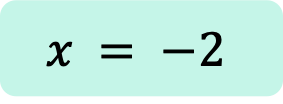 x = −2